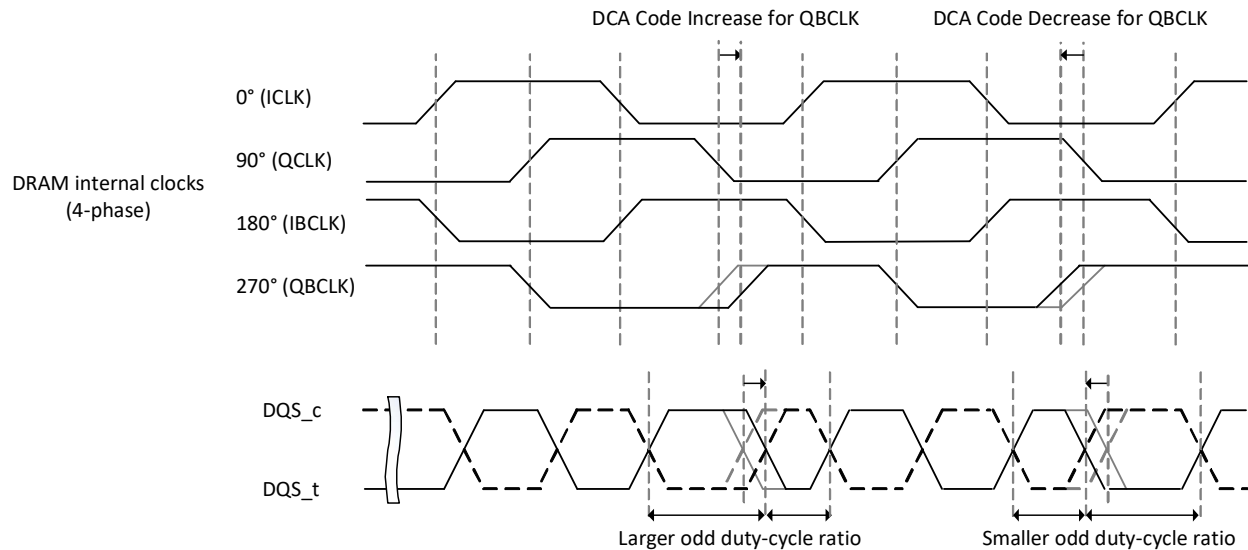 DCA Code Increase for QBCLK
DCA Code Decrease for QBCLK
0° (ICLK)
90° (QCLK)
DRAM internal clocks
(4-phase)
180° (IBCLK)
270° (QBCLK)
DQS_c
DQS_t
Larger odd duty-cycle ratio
Smaller odd duty-cycle ratio